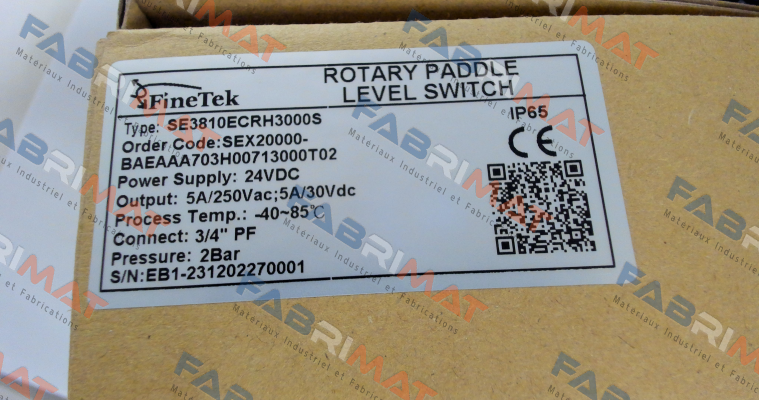 FineTek
ROTARY PADDLE
LEVEL SWITCH
Type: SE3810ECRH3000S
IP65
Order Code:SEX20000-
BAEAAA703H00713000T02
CE
Power Supply: 24VDC
Output: 5A/250Vac;5A/30Vdc
Process Temp.: -40~85℃
Connect: 3/4" PF
Pressure: 2Bar
S/N:EB1-231202270001
FABRIMAT
Materiaux Industriel et Fabrications